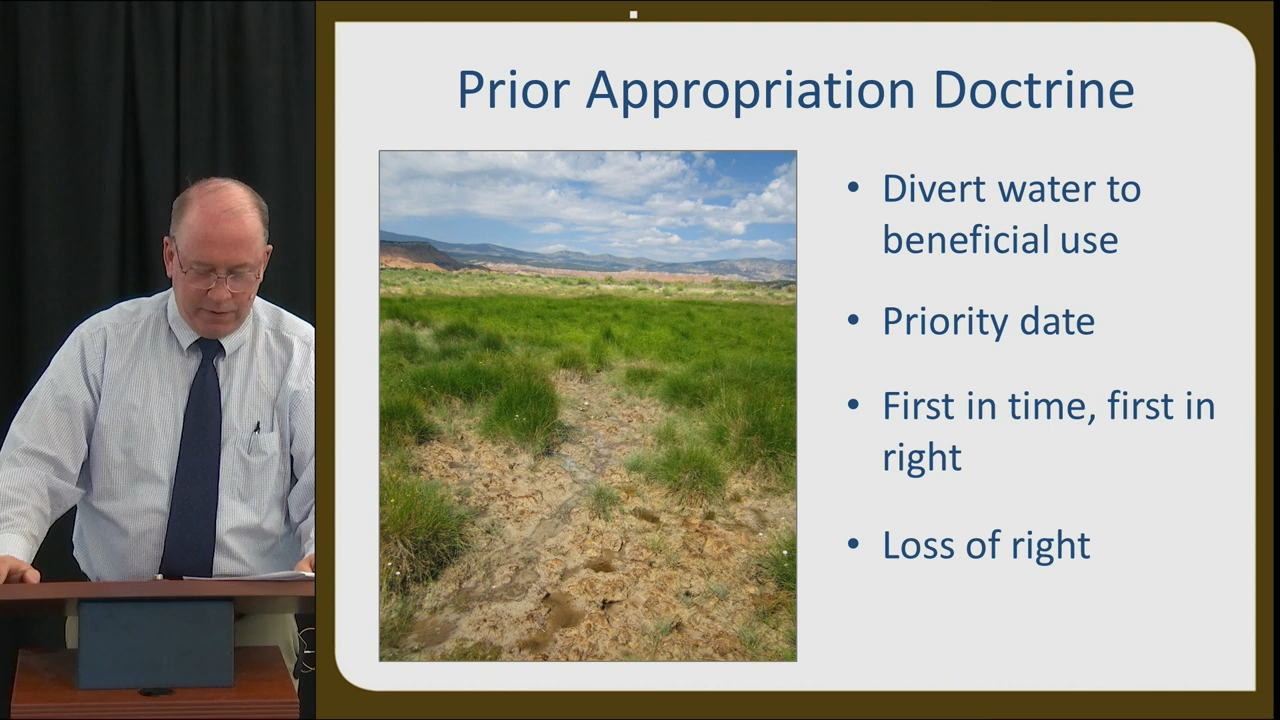 Prior Appropriation Doctrine
• Divert water to
beneficial use
• Priority date
• First in time, first in
right
• Loss of right